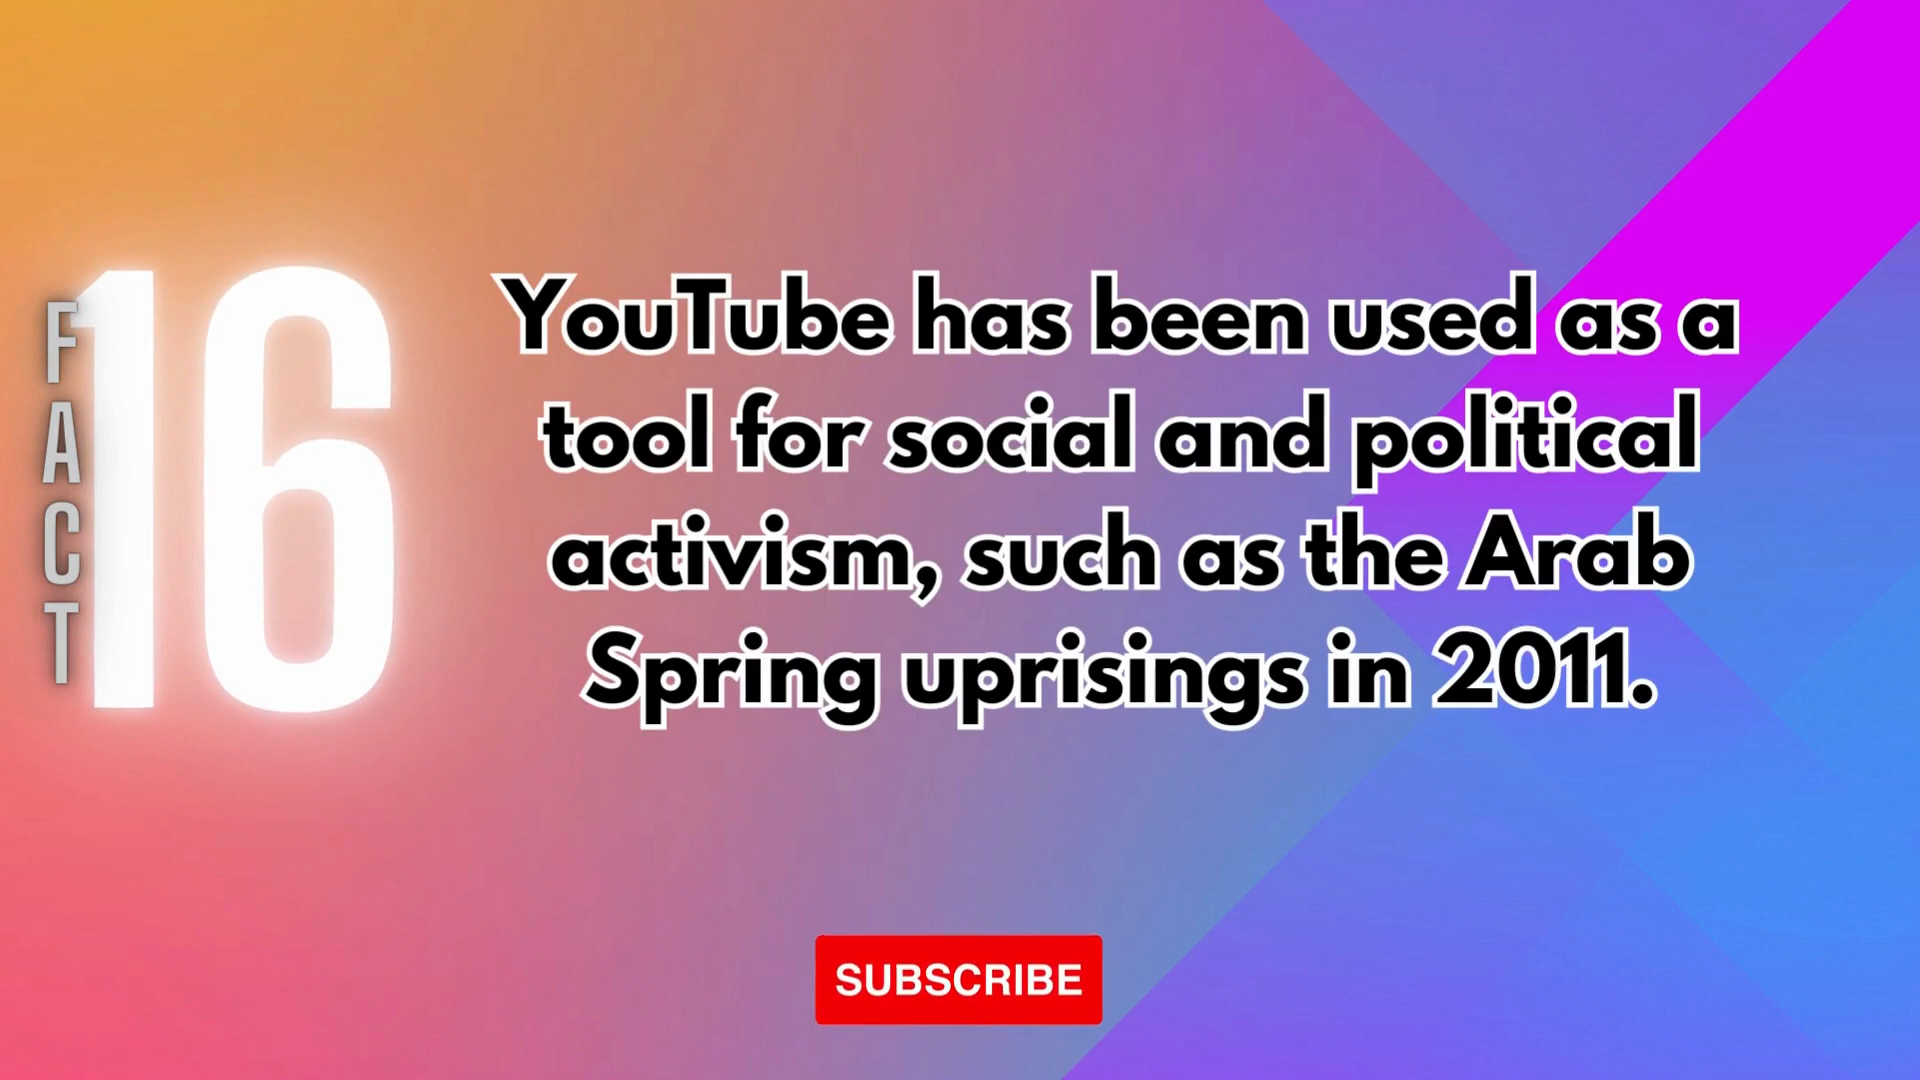 FACT
16
YouTube has been used as a
tool for social and political
activism, such as the Arab
Spring uprisings in 2011.
SUBSCRIBE